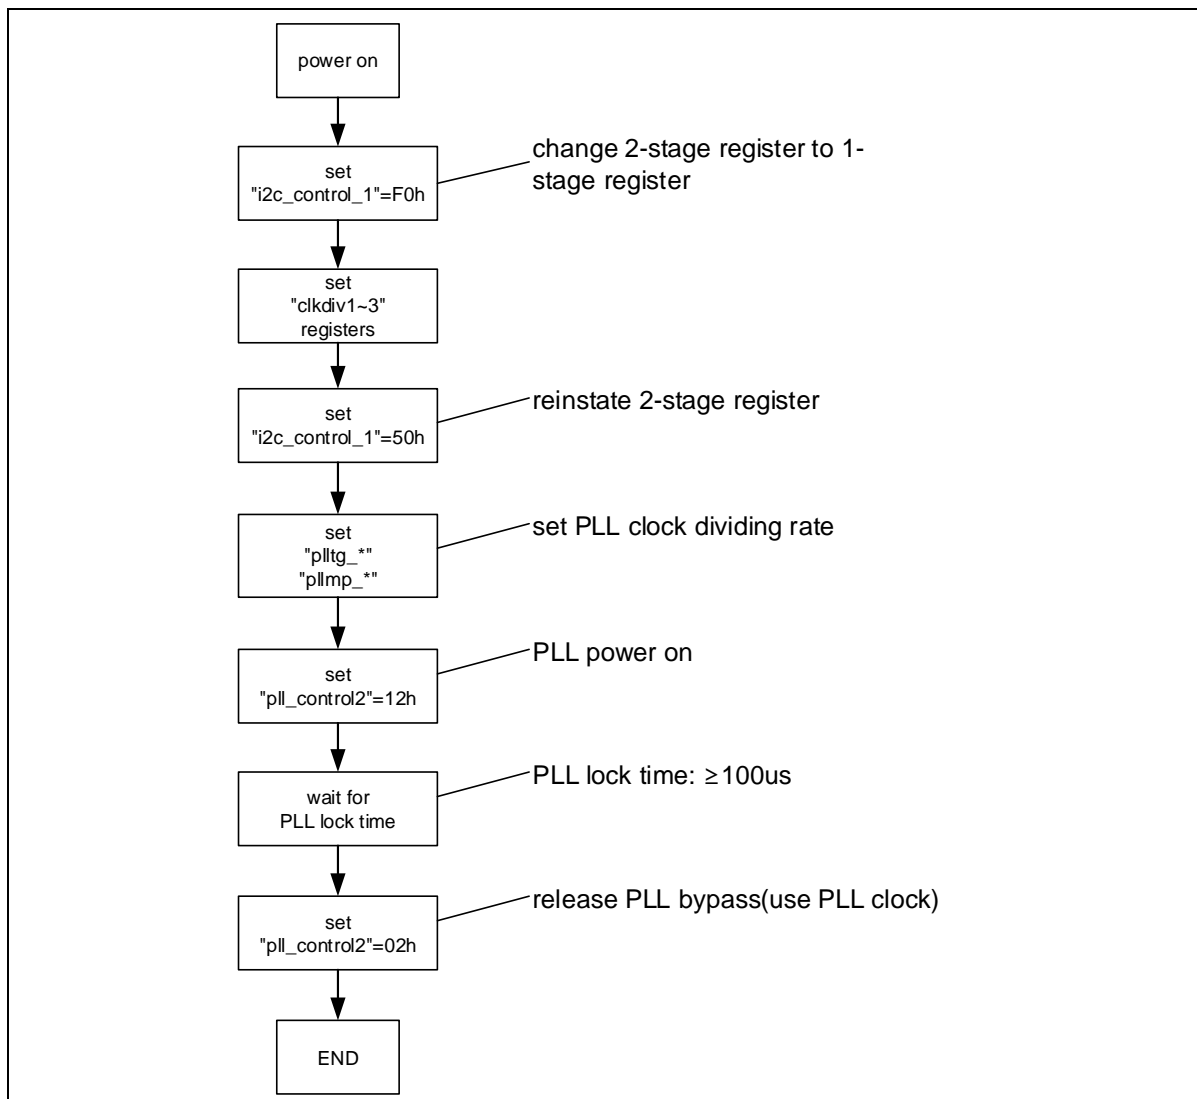 power on
set
"i2c_control_1"=F0h
change 2-stage register to 1-
stage register
set
"clkdiv1~3"
registers
set
"i2c_control_1"=50h
reinstate 2-stage register
set
"plltg_*"
"pllmp_*"
set PLL clock dividing rate
set
"pll_control2"=12h
PLL power on
wait for
PLL lock time
PLL lock time: ≥100us
set
"pll_control2"=02h
release PLL bypass(use PLL clock)
END